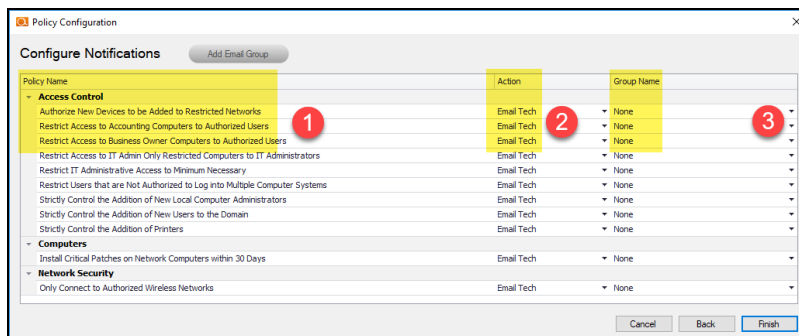 Policy Configuration
Configure Notifications Add Email Group
Policy Name Action Group Name
Access Control
Authorize New Devices to be Added to Restricted Networks Email Tech None
Restrict Access to Accounting Computers to Authorized Users Email Tech None
Restrict Access to Business Owner Computers to Authorized Users Email Tech None
1 2 3
Restrict Access to IT Admin Only Restricted Computers to IT Administrators Email Tech None
Restrict IT Administrative Access to Minimum Necessary Email Tech None
Restrict Users that are Not Authorized to Log into Multiple Computer Systems Email Tech None
Strictly Control the Addition of New Local Computer Administrators Email Tech None
Strictly Control the Addition of New Users to the Domain Email Tech None
Strictly Control the Addition of Printers Email Tech None
Computers
Install Critical Patches on Network Computers within 30 Days Email Tech None
Network Security
Only Connect to Authorized Wireless Networks Email Tech None
Cancel Back Finish